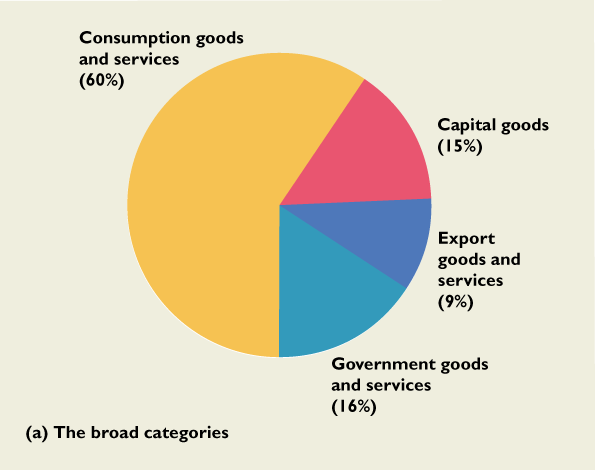 Consumption goods
and services
(60%)
Capital goods
(15%)
Export
goods and
services
(9%)
Government goods
and services
(16%)
(a) The broad categories